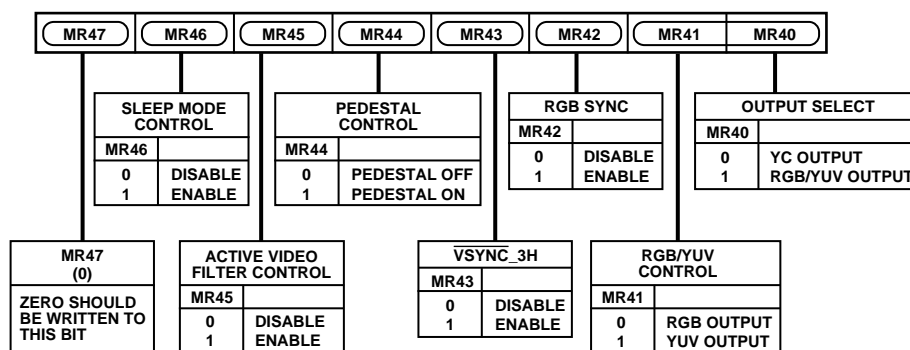 MR47 MR46 MR45 MR44 MR43 MR42 MR41 MR40
SLEEP MODE
CONTROL
MR46
0 DISABLE
1 ENABLE
PEDESTAL
CONTROL
MR44
0 PEDESTAL OFF
1 PEDESTAL ON
RGB SYNC
MR42
0 DISABLE
1 ENABLE
OUTPUT SELECT
MR40
0 YC OUTPUT
1 RGB/YUV OUTPUT
MR47
(0)
ZERO SHOULD
BE WRITTEN TO
THIS BIT
ACTIVE VIDEO
FILTER CONTROL
MR45
0 DISABLE
1 ENABLE
VSYNC_3H
MR43
0 DISABLE
1 ENABLE
RGB/YUV
CONTROL
MR41
0 RGB OUTPUT
1 YUV OUTPUT